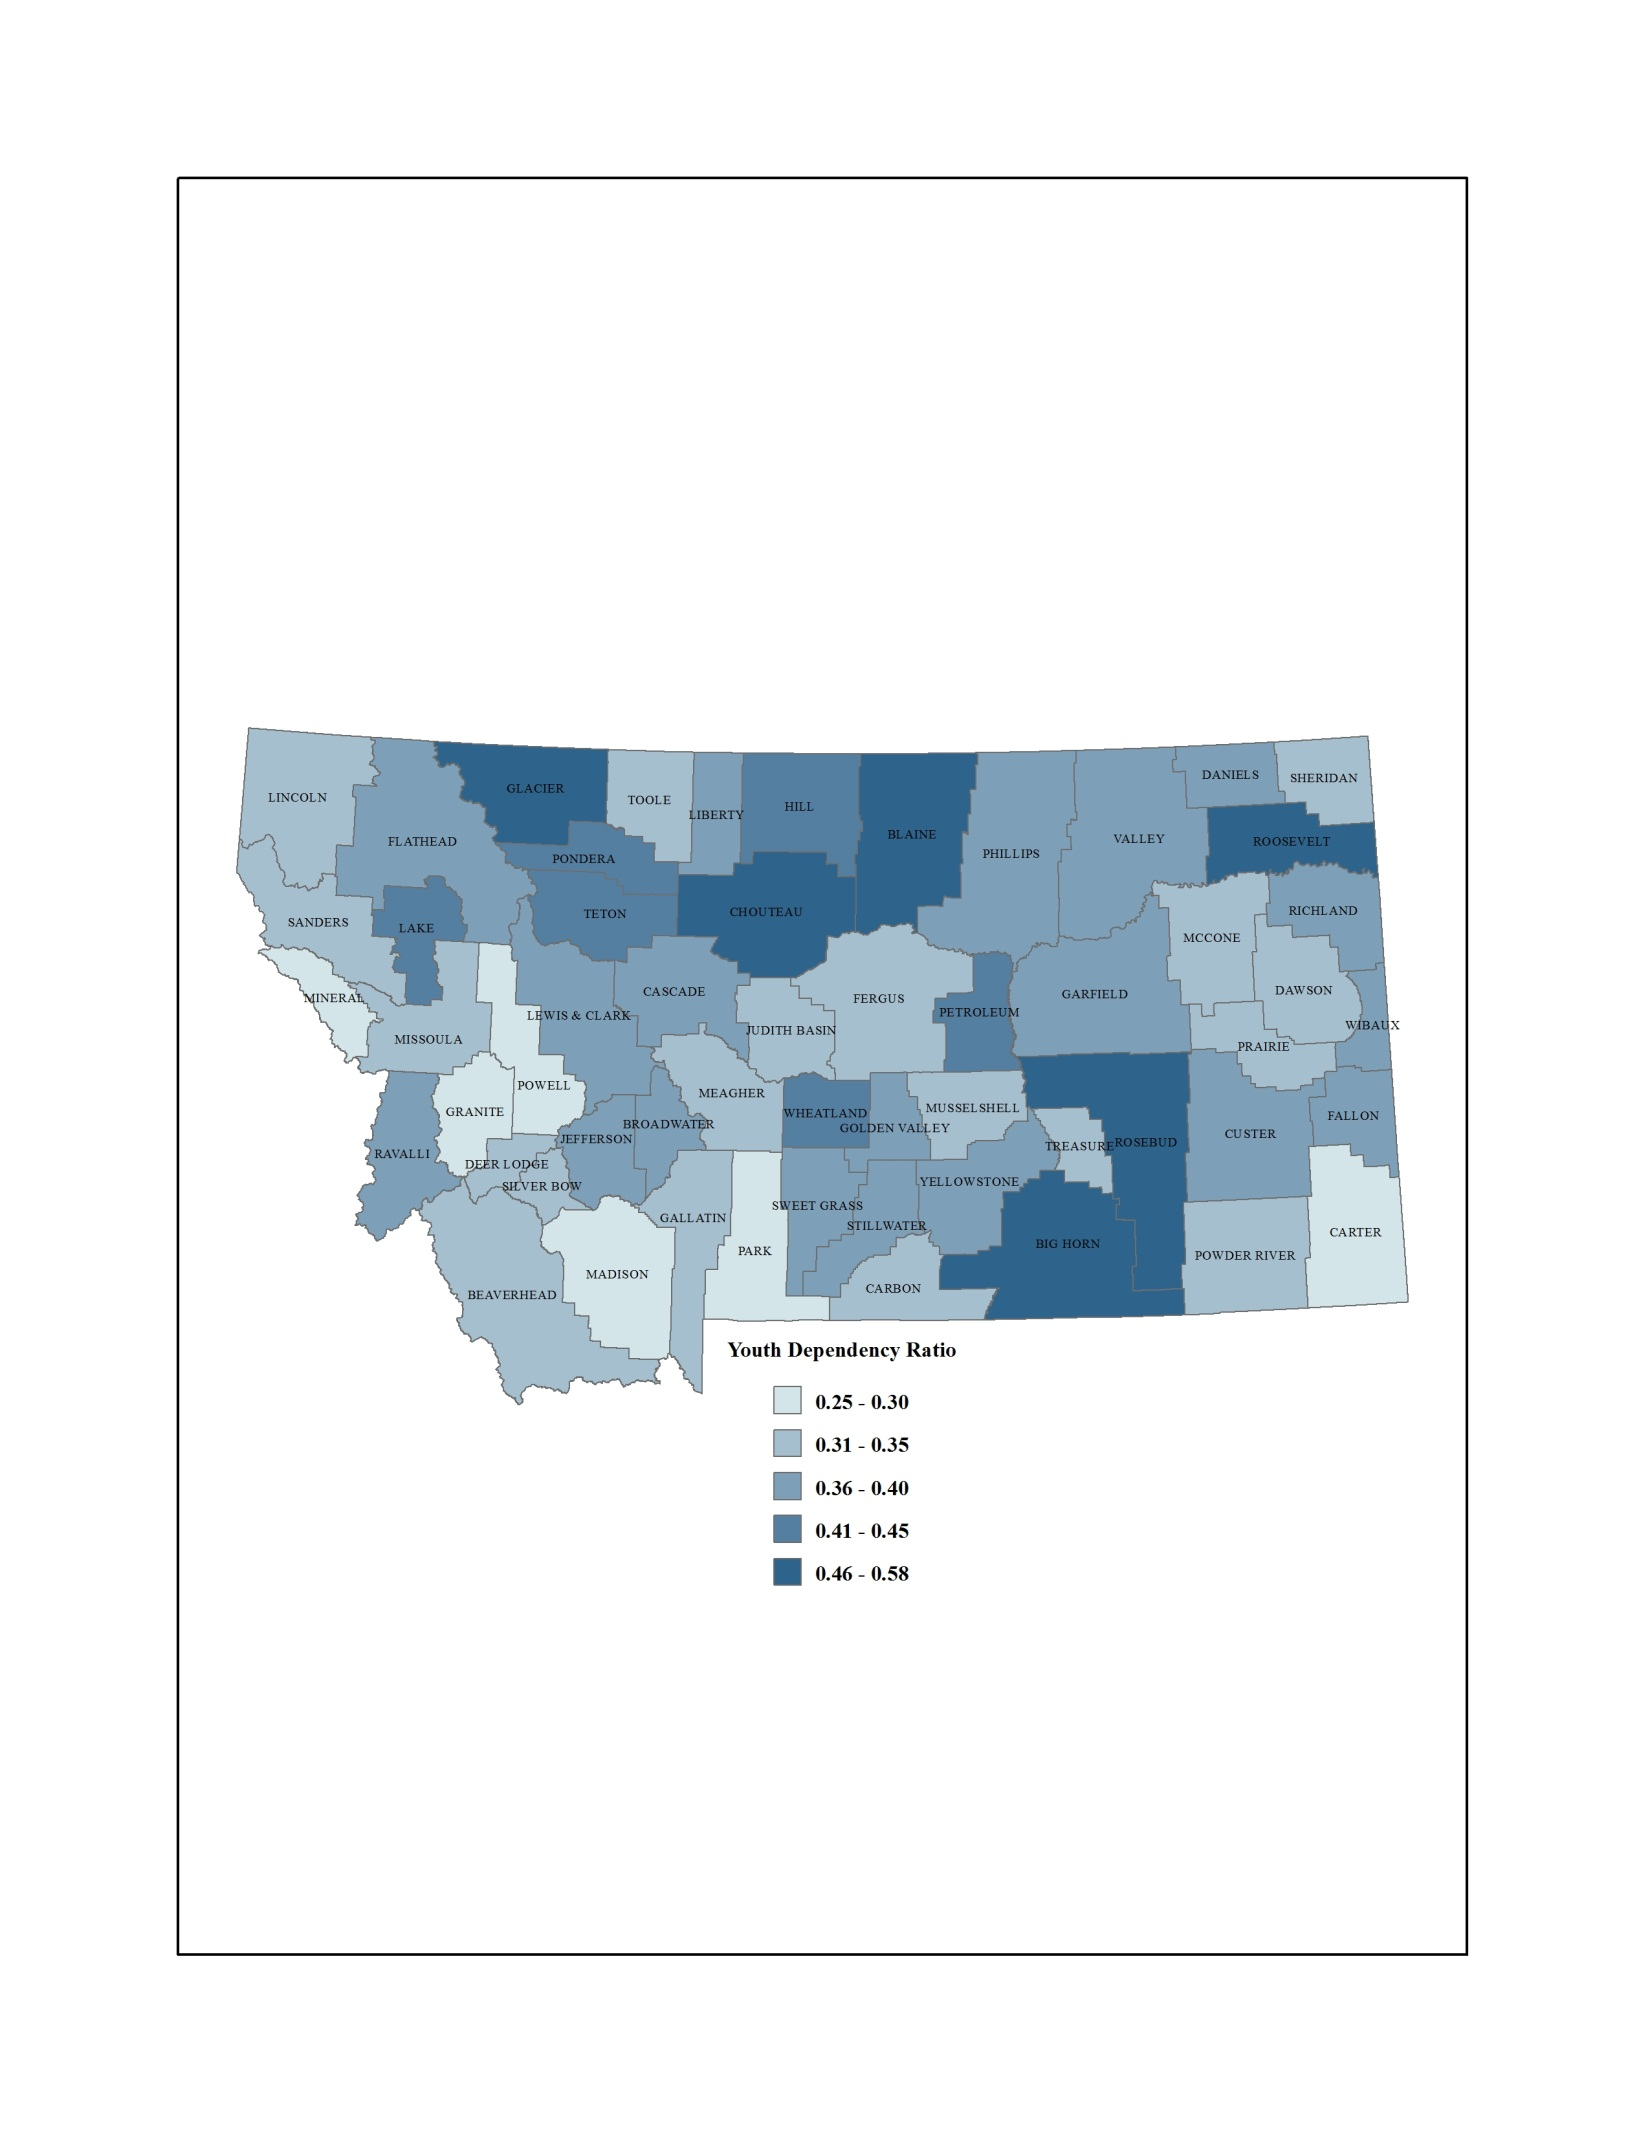 LINCOLN
FLATHEAD
GLACIER
TOOLE
LIBERTY
HILL
BLAINE
PHILLIPS
VALLEY
DANIELS
SHERIDAN
ROOSEVELT
PONDERA
TETON
CHOUTEAU
SANDERS
LAKE
RICHLAND
MCCONE
DAWSON
MINERAL
CASCADE
FERGUS
GARFIELD
PETROLEUM
LEWIS & CLARK
JUDITH BASIN
WIBAUX
MISSOULA
PRAIRIE
POWELL
MEAGHER
GRANITE
WHEATLAND
MUSSELSHELL
FALLON
BROADWATER
GOLDEN VALLEY
CUSTER
JEFFERSON
TREASURE
ROSEBUD
RAVALLI
DEER LODGE
SILVER BOW
YELLOWSTONE
SWEET GRASS
GALLATIN
STILLWATER
CARTER
PARK
BIG HORN
POWDER RIVER
MADISON
CARBON
BEAVERHEAD
Youth Dependency Ratio
0.25 - 0.30
0.31 - 0.35
0.36 - 0.40
0.41 - 0.45
0.46 - 0.58